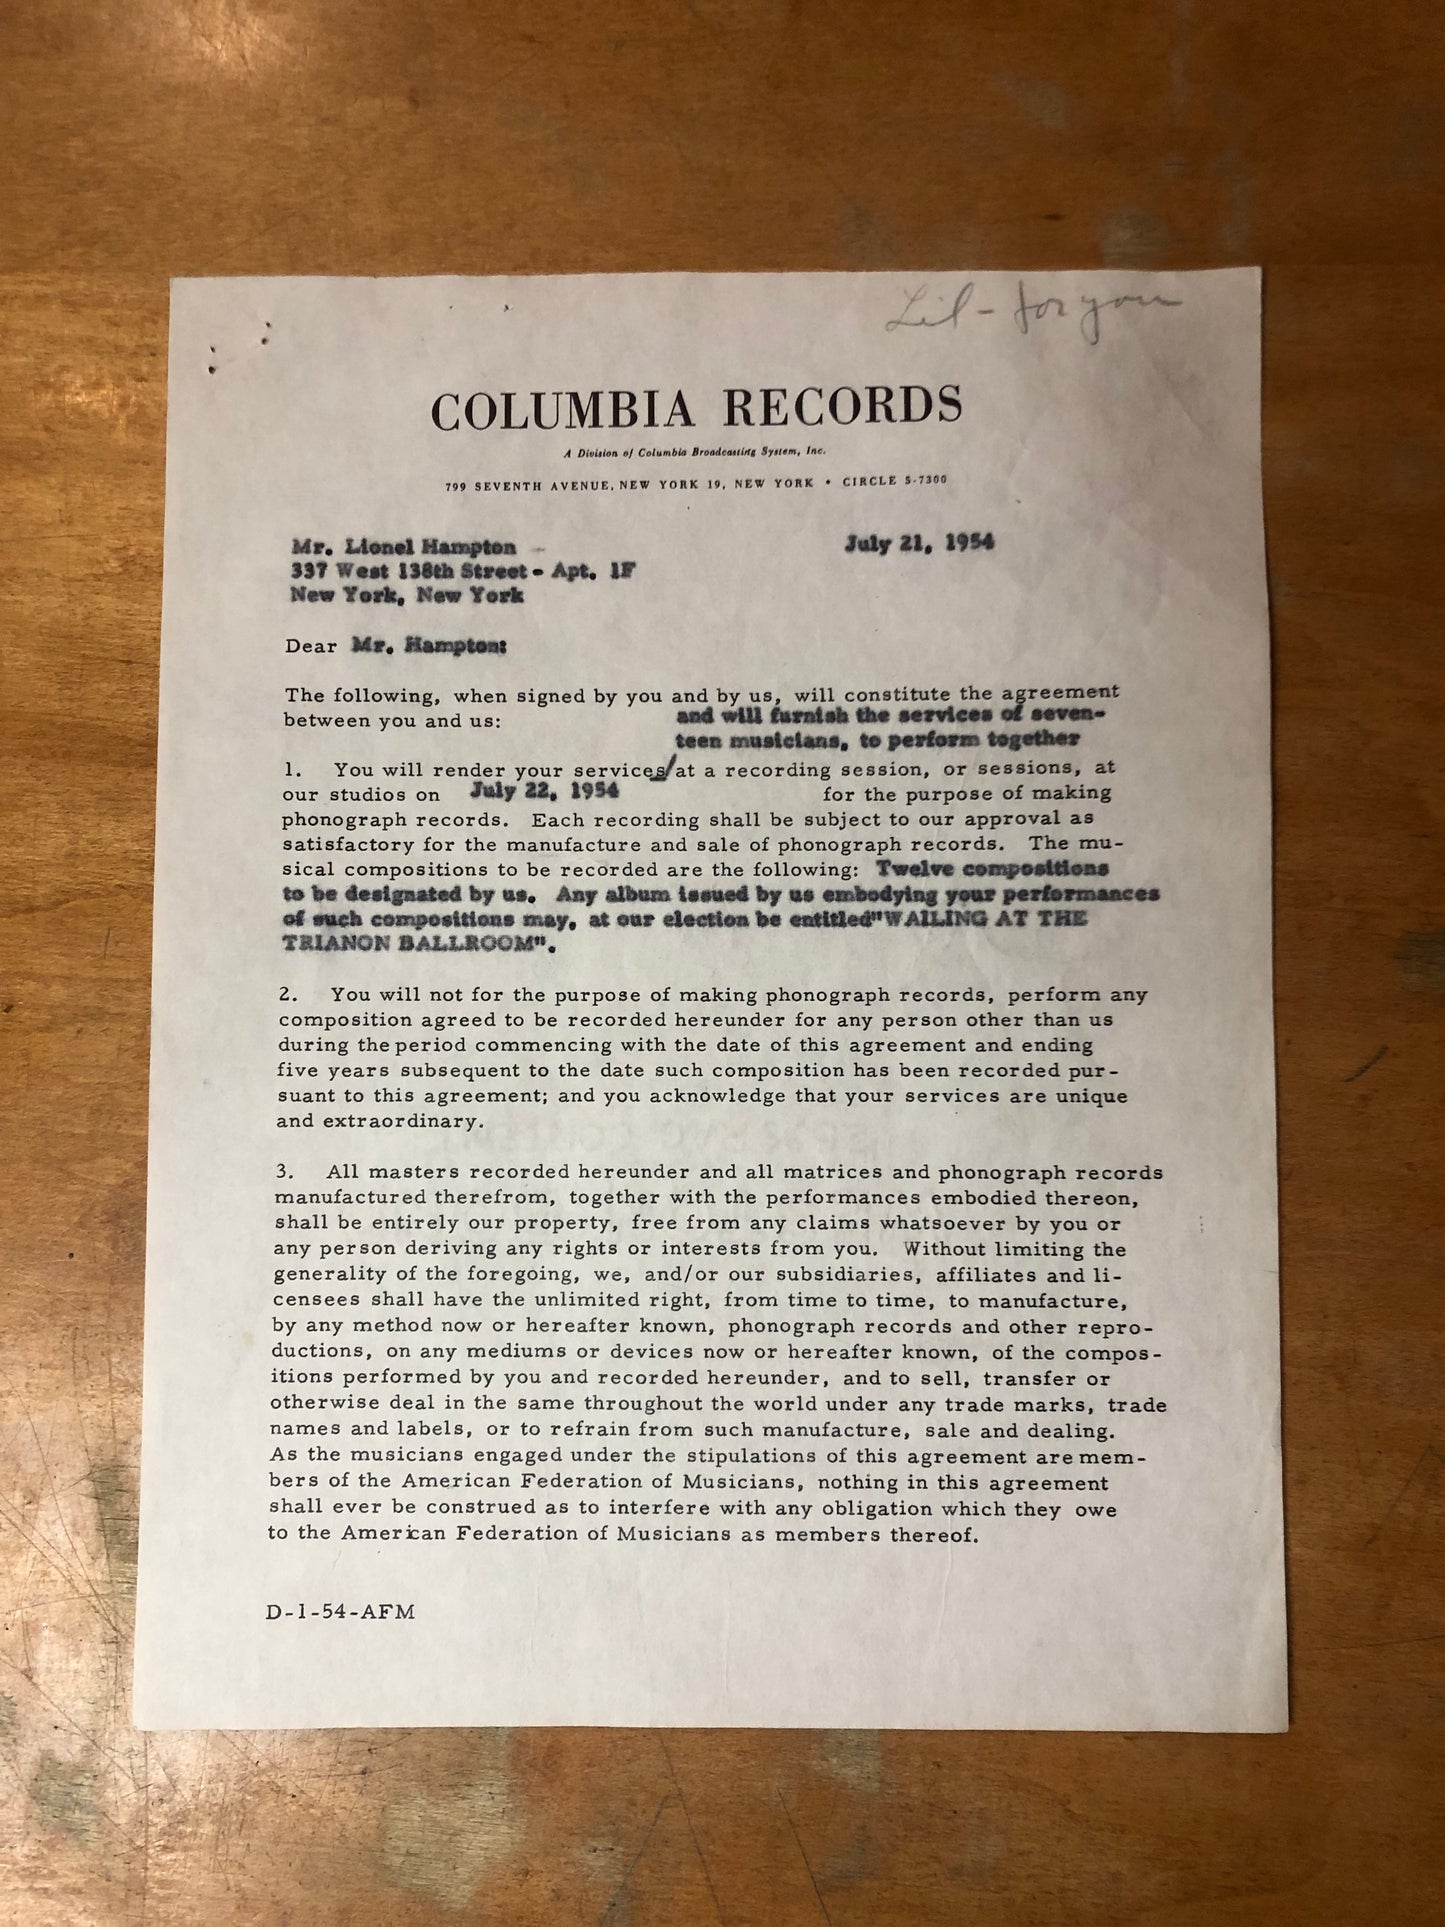 Lil - for you
COLUMBIA RECORDS
A Division of Columbia Broadcasting System, Inc.
799 SEVENTH AVENUE, NEW YORK 19, NEW YORK • CIRCLE 5-7300
Mr. Lionel Hampton July 21, 1954
337 West 138th Street - Apt. 1F
New York, New York
Dear Mr. Hampton:
The following, when signed by you and by us, will constitute the agreement
between you and us:
and will furnish the services of seven-
teen musicians, to perform together
1. You will render your services/at a recording session, or sessions, at
our studios on July 22, 1954 for the purpose of making
phonograph records. Each recording shall be subject to our approval as
satisfactory for the manufacture and sale of phonograph records. The mu-
sical compositions to be recorded are the following: Twelve compositions
to be designated by us. Any album issued by us embodying your performances
of such compositions may, at our election be entitled"WAILING AT THE
TRIANON BALLROOM".
2. You will not for the purpose of making phonograph records, perform any
composition agreed to be recorded hereunder for any person other than us
during the period commencing with the date of this agreement and ending
five years subsequent to the date such composition has been recorded pur-
suant to this agreement; and you acknowledge that your services are unique
and extraordinary.
3. All masters recorded hereunder and all matrices and phonograph records
manufactured therefrom, together with the performances embodied thereon,
shall be entirely our property, free from any claims whatsoever by you or
any person deriving any rights or interests from you. Without limiting the
generality of the foregoing, we, and/or our subsidiaries, affiliates and li-
censees shall have the unlimited right, from time to time, to manufacture,
by any method now or hereafter known, phonograph records and other repro-
ductions, on any mediums or devices now or hereafter known, of the compos-
itions performed by you and recorded hereunder, and to sell, transfer or
otherwise deal in the same throughout the world under any trade marks, trade
names and labels, or to refrain from such manufacture, sale and dealing.
As the musicians engaged under the stipulations of this agreement are mem-
bers of the American Federation of Musicians, nothing in this agreement
shall ever be construed as to interfere with any obligation which they owe
to the American Federation of Musicians as members thereof.
D-1-54-AFM